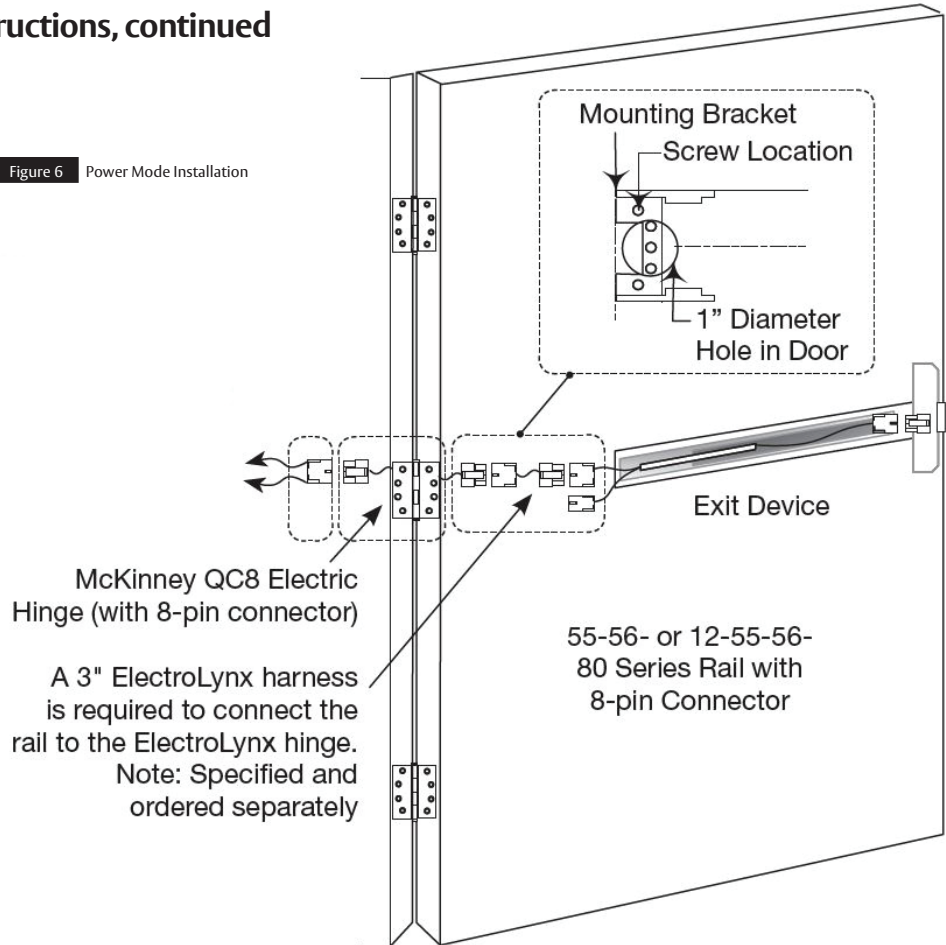 ructions, continued
Figure 6 Power Mode Installation
Mounting Bracket
Screw Location
1” Diameter
Hole in Door
Exit Device
McKinney QC8 Electric
Hinge (with 8-pin connector)
A 3" ElectroLynx harness
is required to connect the
rail to the ElectroLynx hinge.
Note: Specified and
ordered separately
55-56- or 12-55-56-
80 Series Rail with
8-pin Connector